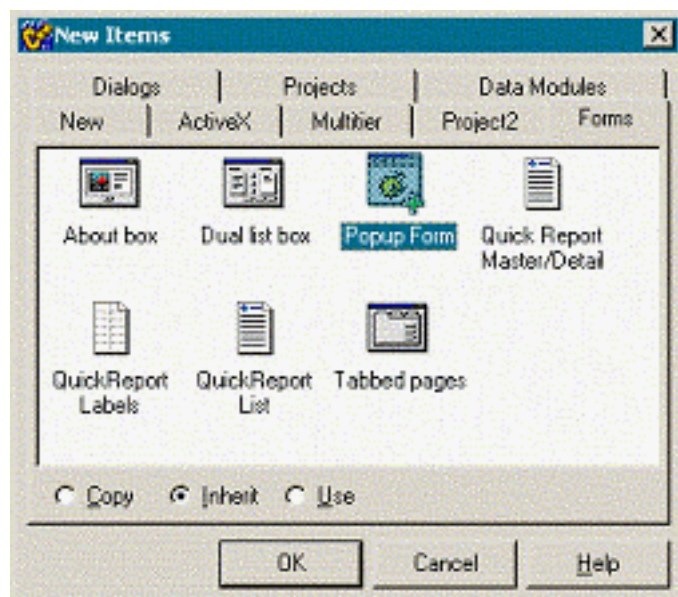 New Items
Dialogs Projects Data Modules
New ActiveX Multitier Project2 Forms
About box Dual list box Popup Form Quick Report
Master/Detail
QuickReport QuickReport Tabbed pages
Labels List
Copy Inherit Use
OK Cancel Help